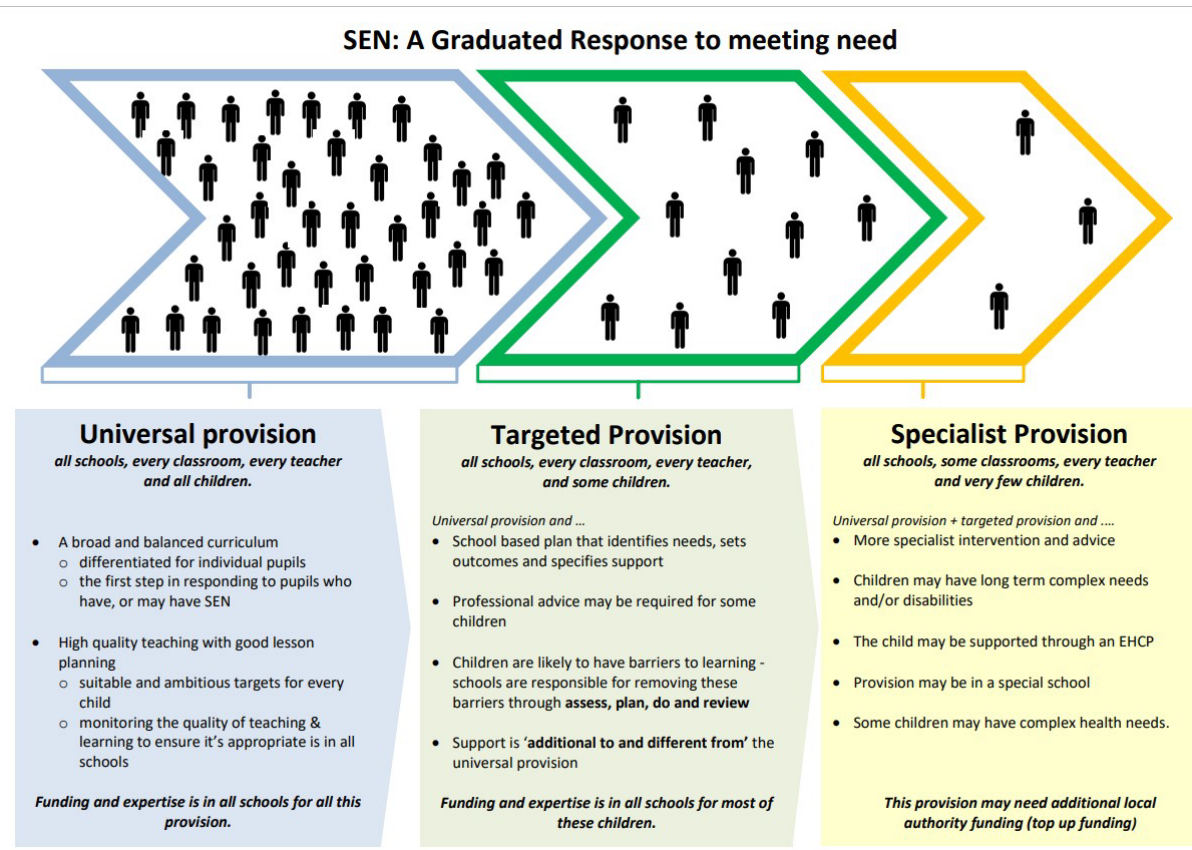 SEN: A Graduated Response to meeting need
Universal provision
all schools, every classroom, every teacher
and all children.
• A broad and balanced curriculum
o differentiated for individual pupils
o the first step in responding to pupils who
have, or may have SEN
• High quality teaching with good lesson
planning
o suitable and ambitious targets for every
child
o monitoring the quality of teaching &
learning to ensure it's appropriate is in all
schools
Funding and expertise is in all schools for all this
provision.
Targeted Provision
all schools, every classroom, every teacher,
and some children.
Universal provision and ...
• School based plan that identifies needs, sets
outcomes and specifies support
• Professional advice may be required for some
children
• Children are likely to have barriers to learning -
schools are responsible for removing these
barriers through assess, plan, do and review
• Support is ‘additional to and different from’ the
universal provision
Funding and expertise is in all schools for most of
these children.
Specialist Provision
all schools, some classrooms, every teacher
and very few children.
Universal provision + targeted provision and ....
• More specialist intervention and advice
• Children may have long term complex needs
and/or disabilities
• The child may be supported through an EHCP
• Provision may be in a special school
• Some children may have complex health needs.
This provision may need additional local
authority funding (top up funding)